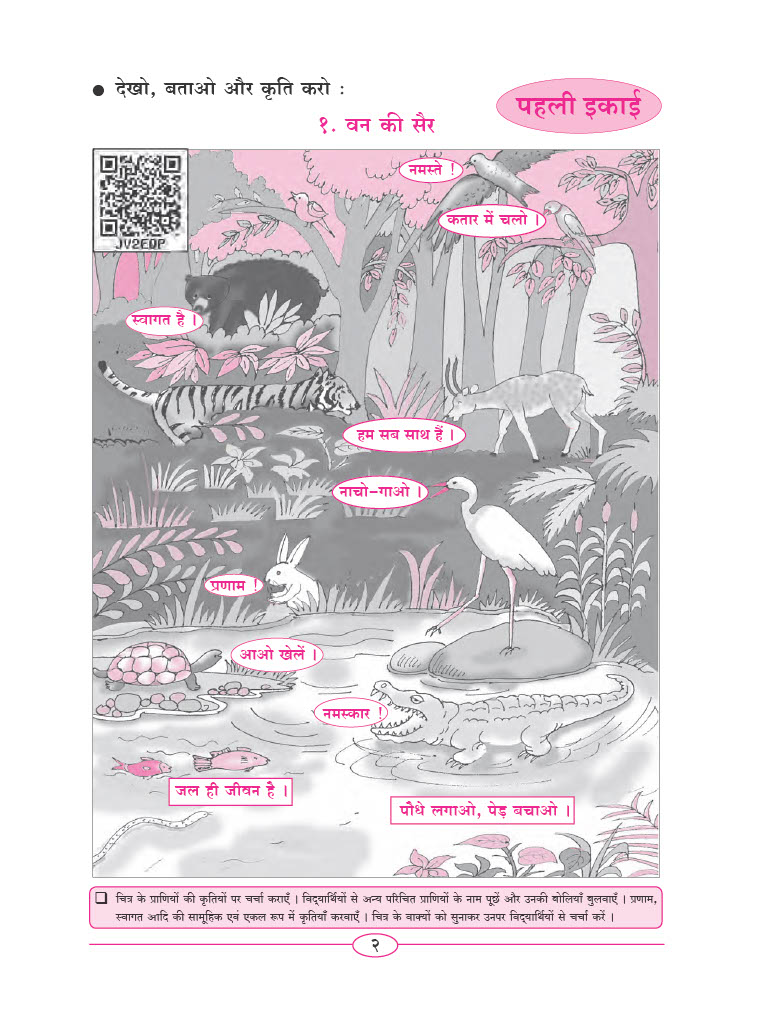 ● देखो, बताओ और कृति करो :
पहली इकाई
१. वन की सैर
JV2EQP
नमस्ते !
कतार में चलो ।
स्वागत है ।
हम सब साथ हैं ।
नाचो-गाओ ।
प्रणाम !
आओ खेलें ।
नमस्कार !
जल ही जीवन है ।
पौधे लगाओ, पेड़ बचाओ ।
❑ चित्र के प्राणियों की कृतियों पर चर्चा कराएँ । विद्यार्थियों से अन्य परिचित प्राणियों के नाम पूछें और उनकी बोलियाँ बुलवाएँ । प्रणाम,
स्वागत आदि की सामूहिक एवं एकल रूप में कृतियाँ करवाएँ । चित्र के वाक्यों को सुनाकर उनपर विद्यार्थियों से चर्चा करें ।
२